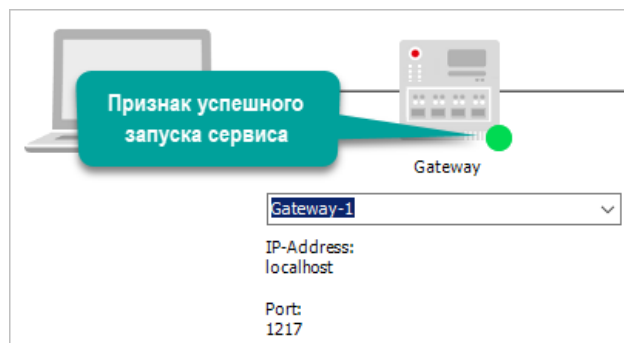 Признак успешного
запуска сервиса
Gateway
Gateway-1
IP-Address:
localhost
Port:
1217